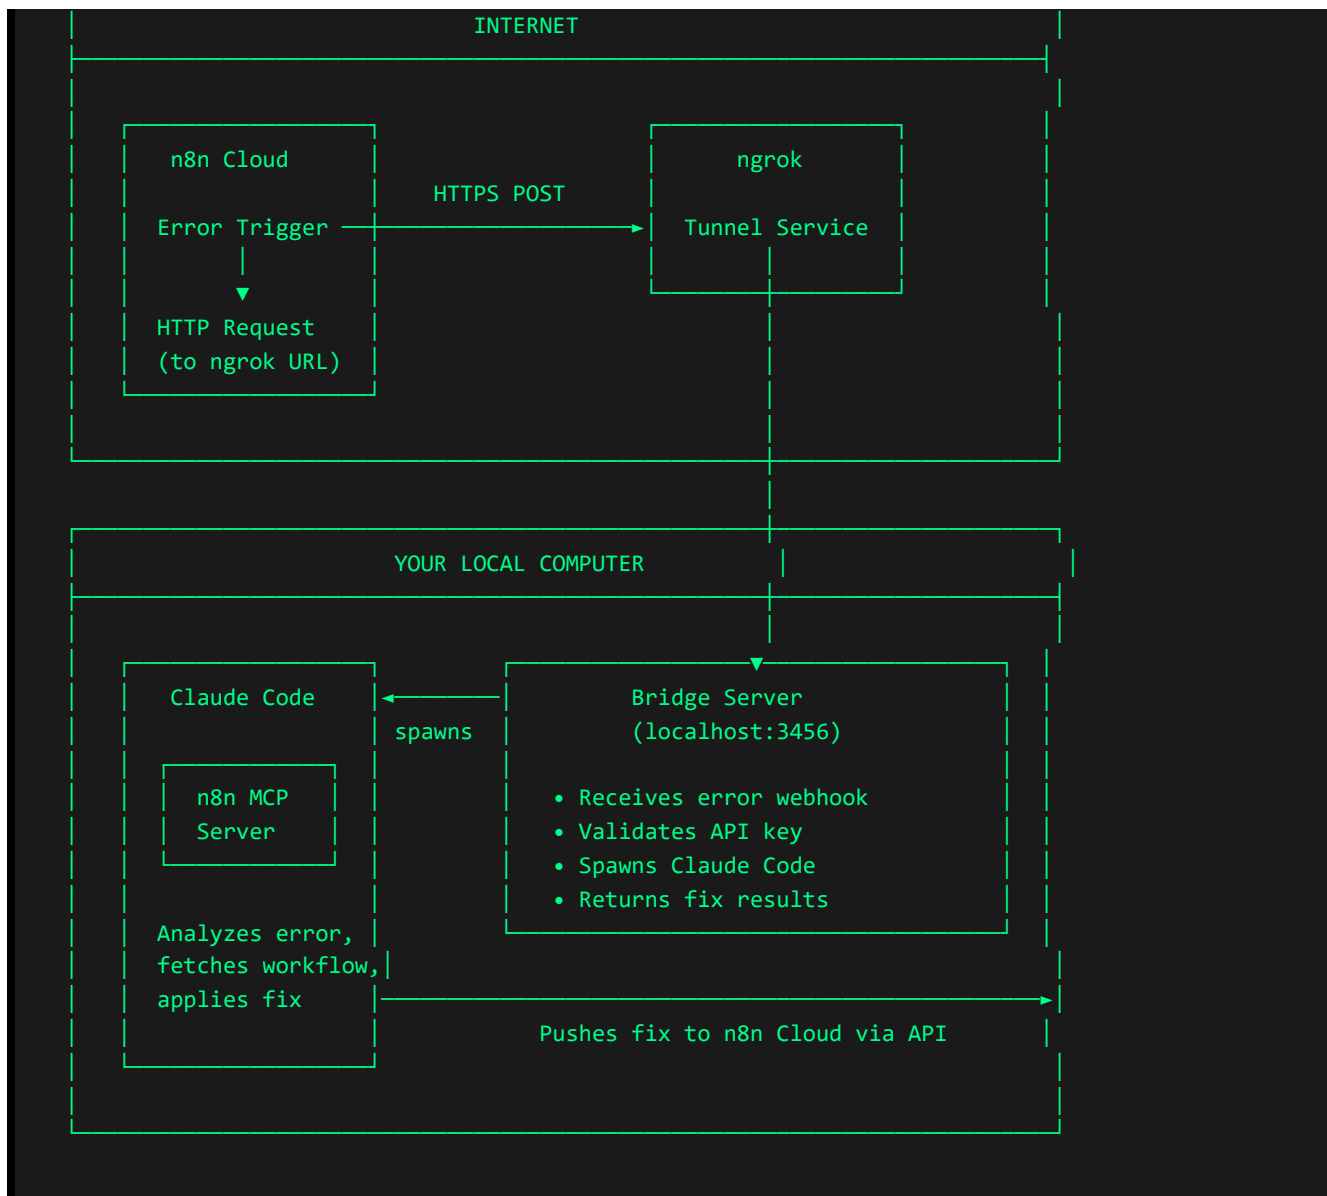 INTERNET
n8n Cloud
ngrok
HTTPS POST
Error Trigger
Tunnel Service
HTTP Request
(to ngrok URL)
YOUR LOCAL COMPUTER
Claude Code
Bridge Server
spawns
(localhost:3456)
n8n MCP
Server
• Receives error webhook
• Validates API key
• Spawns Claude Code
• Returns fix results
Analyzes error,
fetches workflow,
applies fix
Pushes fix to n8n Cloud via API